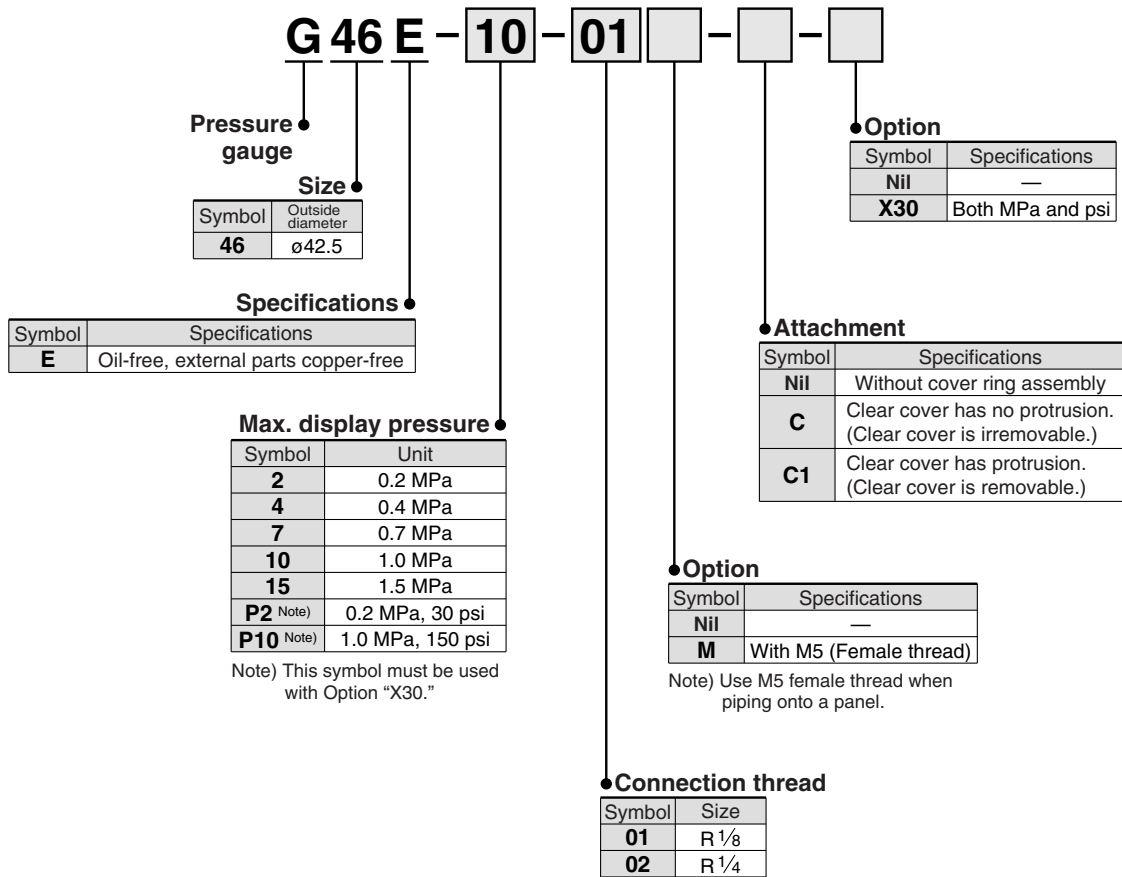 G 46 E - 10 - 01 - -
Pressure gauge
Size
Symbol Outside diameter
46 ø42.5
Specifications
Symbol Specifications
E Oil-free, external parts copper-free
Max. display pressure
Symbol Unit
2 0.2 MPa
4 0.4 MPa
7 0.7 MPa
10 1.0 MPa
15 1.5 MPa
P2 Note) 0.2 MPa, 30 psi
P10 Note) 1.0 MPa, 150 psi
Note) This symbol must be used
with Option “X30.”
Connection thread
Symbol Size
01 R 1/8
02 R 1/4
Option
Symbol Specifications
Nil —
M With M5 (Female thread)
Note) Use M5 female thread when
piping onto a panel.
Attachment
Symbol Specifications
Nil Without cover ring assembly
C Clear cover has no protrusion.
(Clear cover is irremovable.)
C1 Clear cover has protrusion.
(Clear cover is removable.)
Option
Symbol Specifications
Nil —
X30 Both MPa and psi